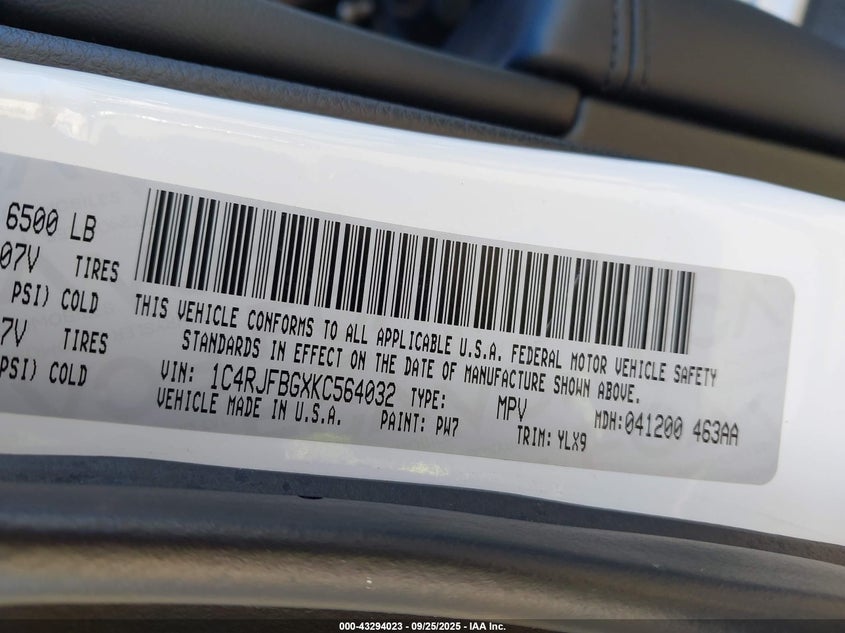 6500 LB
07V TIRES
PSI) COLD
7V TIRES
PSI) COLD
THIS VEHICLE CONFORMS TO ALL APPLICABLE U.S.A. FEDERAL MOTOR VEHICLE SAFETY
STANDARDS IN EFFECT ON THE DATE OF MANUFACTURE SHOWN ABOVE.
VIN: 1C4RJFBGXKC564032 TYPE: MPV MDH:041200 463AA
VEHICLE MADE IN U.S.A. PAINT: PW7 TRIM: YLX9
000-43294023 - 09/25/2025 - IAA Inc.